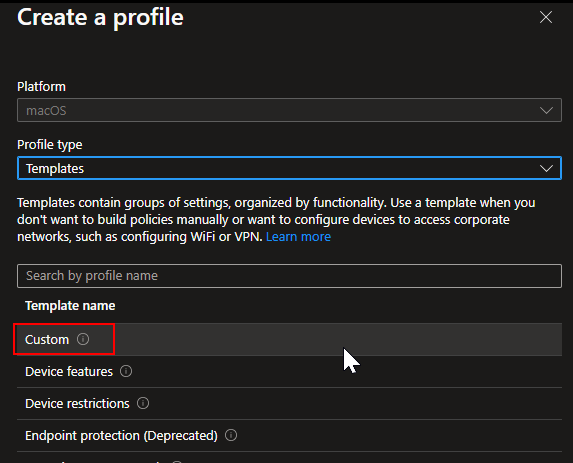 Create a profile
Platform
macOS
Profile type
Templates
Templates contain groups of settings, organized by functionality. Use a template when you
don't want to build policies manually or want to configure devices to access corporate
networks, such as configuring WiFi or VPN. Learn more
Search by profile name
Template name
Custom
Device features
Device restrictions
Endpoint protection (Deprecated)